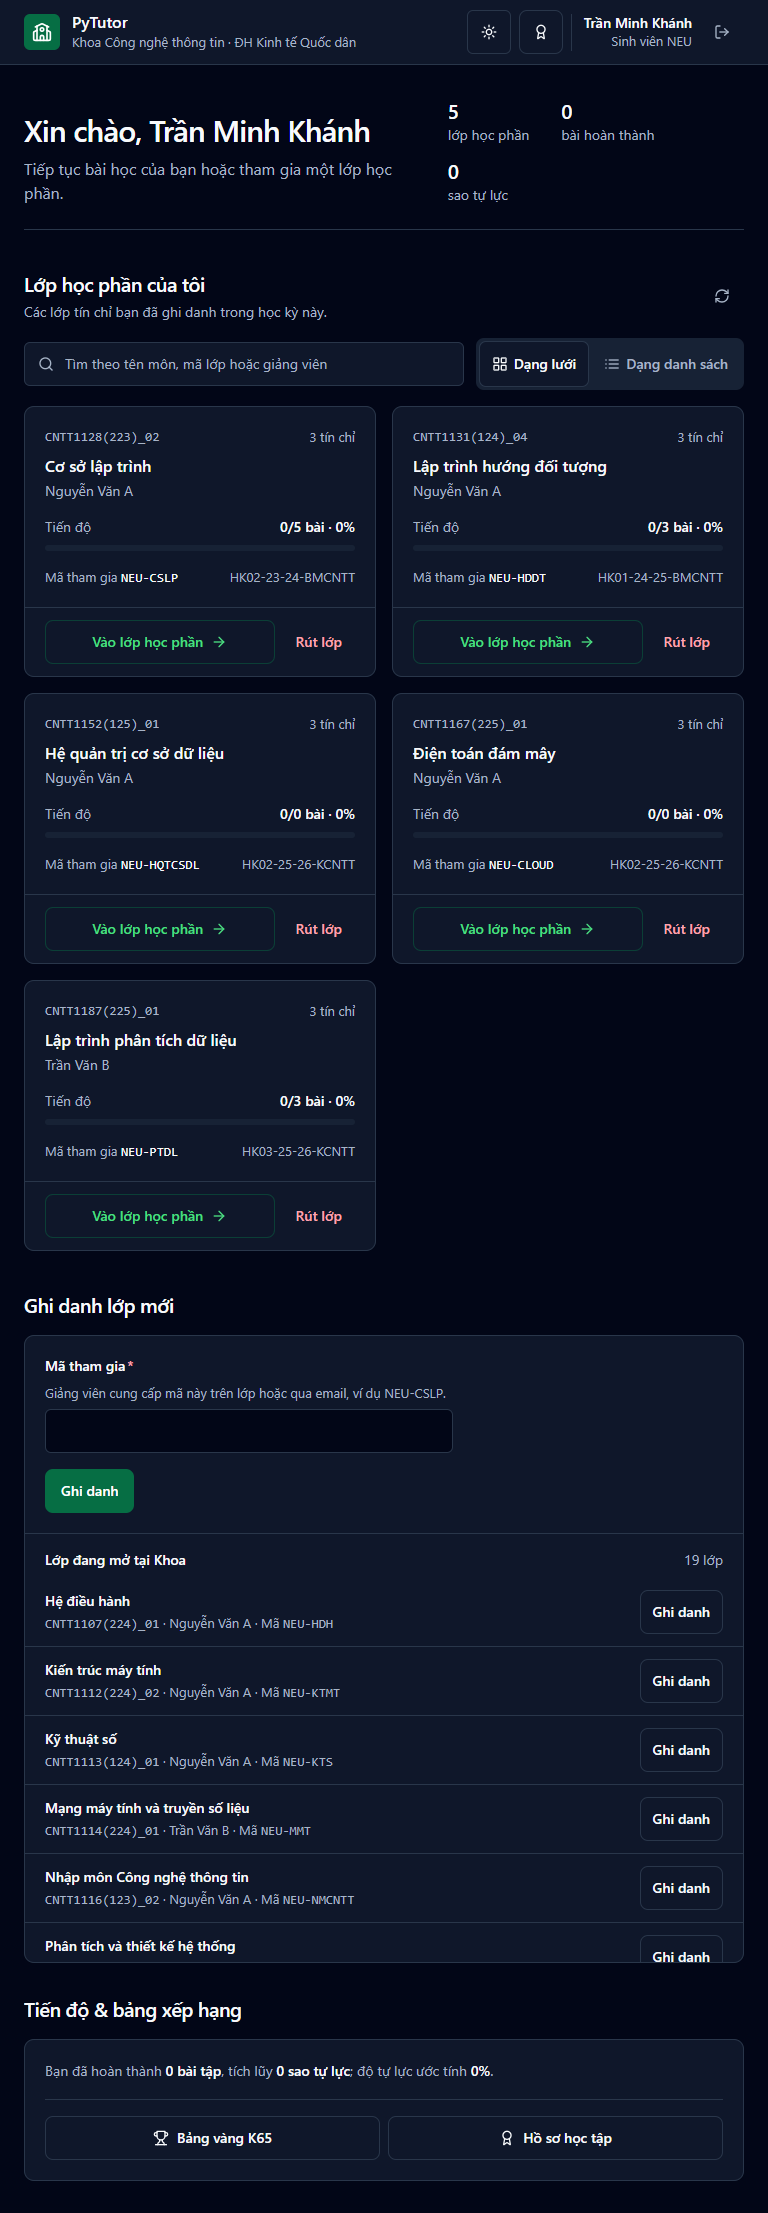 PyTutor
Khoa Công nghệ thông tin · ĐH Kinh tế Quốc dân
Trần Minh Khánh
Sinh viên NEU
Xin chào, Trần Minh Khánh
Tiếp tục bài học của bạn hoặc tham gia một lớp học
phần.
5
lớp học phần
0
bài hoàn thành
0
sao tự lực
Lớp học phần của tôi
Các lớp tín chỉ bạn đã ghi danh trong học kỳ này.
Tìm theo tên môn, mã lớp hoặc giảng viên
Dạng lưới
Dạng danh sách
CNTT1128(223)_02
3 tín chỉ
Cơ sở lập trình
Nguyễn Văn A
Tiến độ
0/5 bài · 0%
Mã tham gia NEU-CSLP
HK02-23-24-BMCNTT
Vào lớp học phần →
Rút lớp
CNTT1131(124)_04
3 tín chỉ
Lập trình hướng đối tượng
Nguyễn Văn A
Tiến độ
0/3 bài · 0%
Mã tham gia NEU-HDDT
HK01-24-25-BMCNTT
Vào lớp học phần →
Rút lớp
CNTT1152(125)_01
3 tín chỉ
Hệ quản trị cơ sở dữ liệu
Nguyễn Văn A
Tiến độ
0/0 bài · 0%
Mã tham gia NEU-HQTCSDL
HK02-25-26-KCNTT
Vào lớp học phần →
Rút lớp
CNTT1167(225)_01
3 tín chỉ
Điện toán đám mây
Nguyễn Văn A
Tiến độ
0/0 bài · 0%
Mã tham gia NEU-CLOUD
HK02-25-26-KCNTT
Vào lớp học phần →
Rút lớp
CNTT1187(225)_01
3 tín chỉ
Lập trình phân tích dữ liệu
Trần Văn B
Tiến độ
0/3 bài · 0%
Mã tham gia NEU-PTDL
HK03-25-26-KCNTT
Vào lớp học phần →
Rút lớp
Ghi danh lớp mới
Mã tham gia *
Giảng viên cung cấp mã này trên lớp hoặc qua email, ví dụ NEU-CSLP.
Ghi danh
Lớp đang mở tại Khoa
19 lớp
Hệ điều hành
CNTT1107(224)_01 · Nguyễn Văn A · Mã NEU-HDH
Ghi danh
Kiến trúc máy tính
CNTT1112(224)_02 · Nguyễn Văn A · Mã NEU-KTMT
Ghi danh
Kỹ thuật số
CNTT1113(124)_01 · Nguyễn Văn A · Mã NEU-KTS
Ghi danh
Mạng máy tính và truyền số liệu
CNTT1114(224)_01 · Trần Văn B · Mã NEU-MMT
Ghi danh
Nhập môn Công nghệ thông tin
CNTT1116(123)_02 · Nguyễn Văn A · Mã NEU-NMCNTT
Ghi danh
Phân tích và thiết kế hệ thống
Ghi danh
Tiến độ & bảng xếp hạng
Bạn đã hoàn thành 0 bài tập, tích lũy 0 sao tự lực; độ tự lực ước tính 0%.
Bảng vàng K65
Hồ sơ học tập